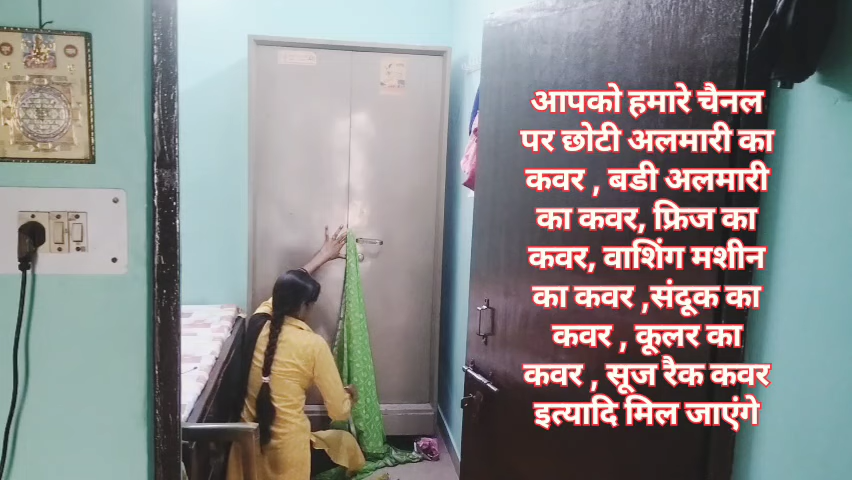 आपको हमारे चैनल
पर छोटी अलमारी का
कवर , बडी अलमारी
का कवर, फ्रिज का
कवर, वाशिंग मशीन
का कवर ,संदूक का
कवर , कूलर का
कवर , सूज रैक कवर
इत्यादि मिल जाएंगे